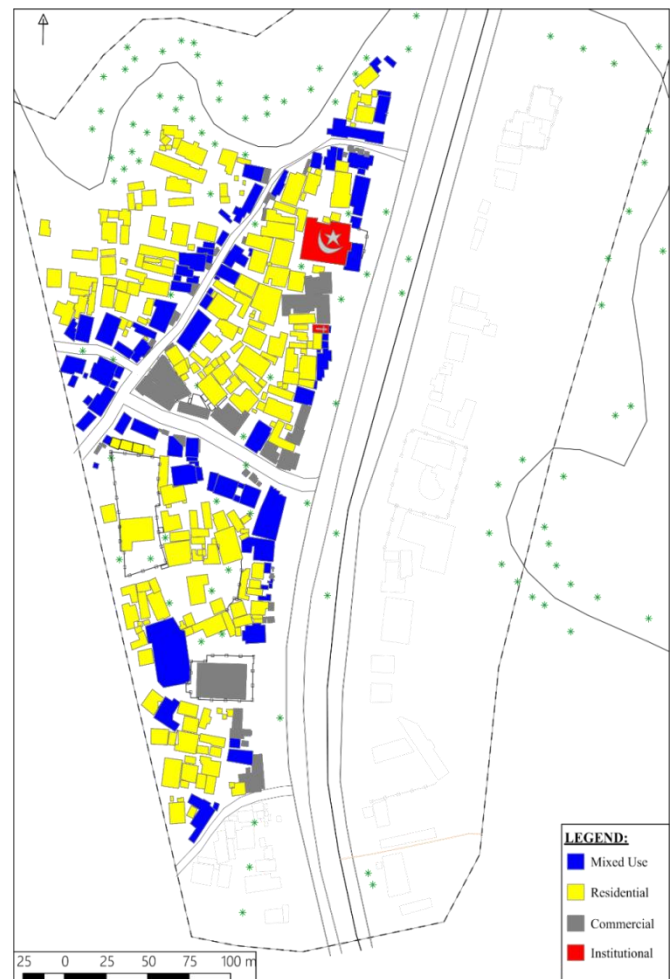 LEGEND:
Mixed Use
Residential
Commercial
Institutional
25 0 25 50 75 100 m